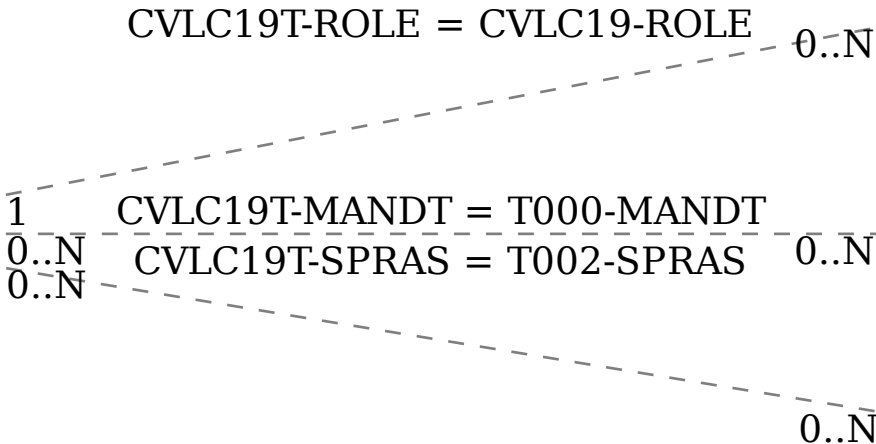 CVLC19T-ROLE = CVLC19-ROLE
0..N
1
CVLC19T-MANDT = T000-MANDT
0..N
CVLC19T-SPRAS = T002-SPRAS
0..N
0..N
0..N